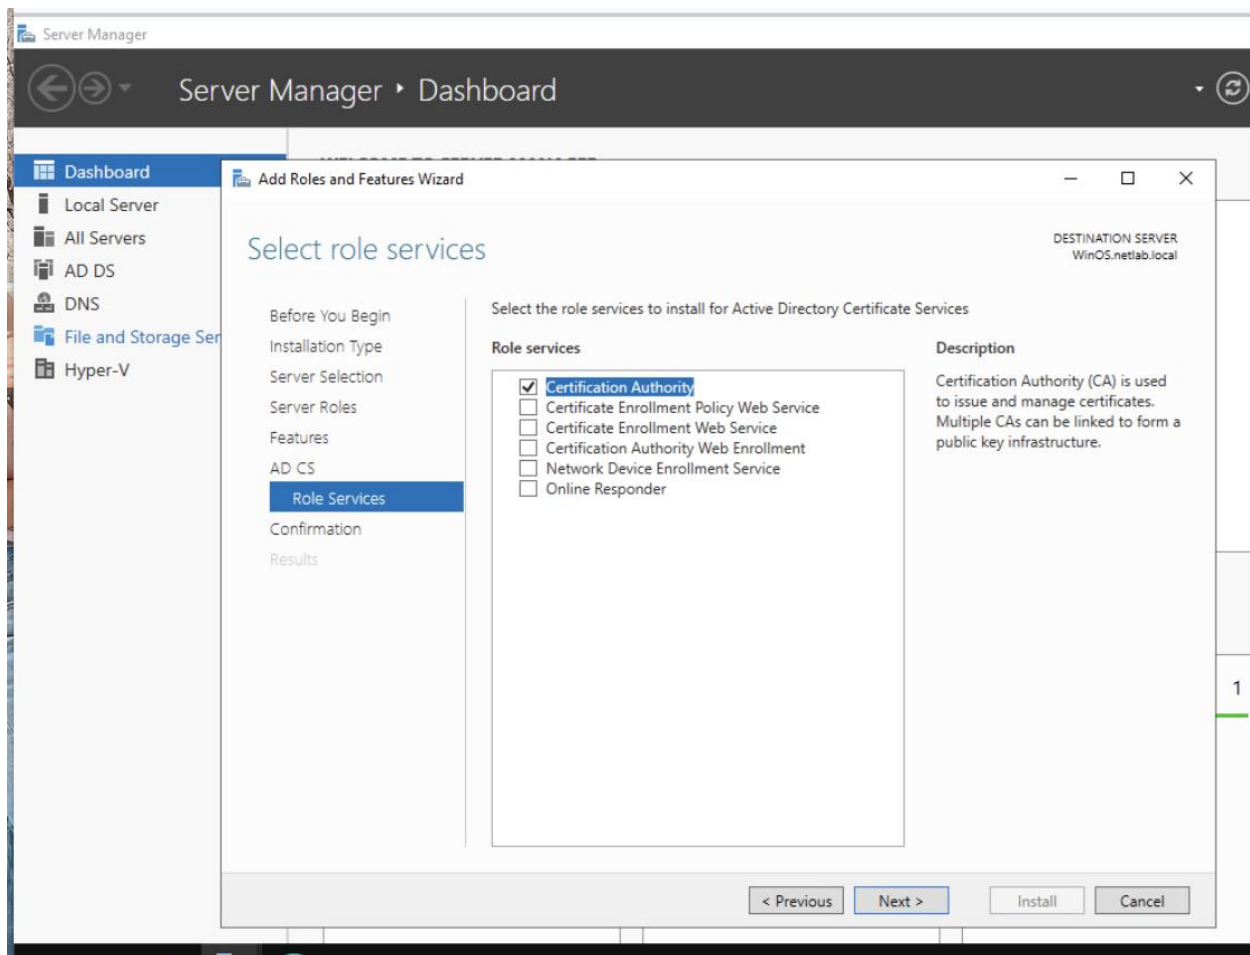 Server Manager
Server Manager ‣ Dashboard
Dashboard
Local Server
All Servers
AD DS
DNS
File and Storage Ser
Hyper-V
Add Roles and Features Wizard
Select role services
DESTINATION SERVER
WinOS.netlab.local
Before You Begin
Installation Type
Server Selection
Server Roles
Features
AD CS
Role Services
Confirmation
Results
Select the role services to install for Active Directory Certificate Services
Role services
Certification Authority
Certificate Enrollment Policy Web Service
Certificate Enrollment Web Service
Certification Authority Web Enrollment
Network Device Enrollment Service
Online Responder
Description
Certification Authority (CA) is used
to issue and manage certificates.
Multiple CAs can be linked to form a
public key infrastructure.
1
< Previous
Next >
Install
Cancel